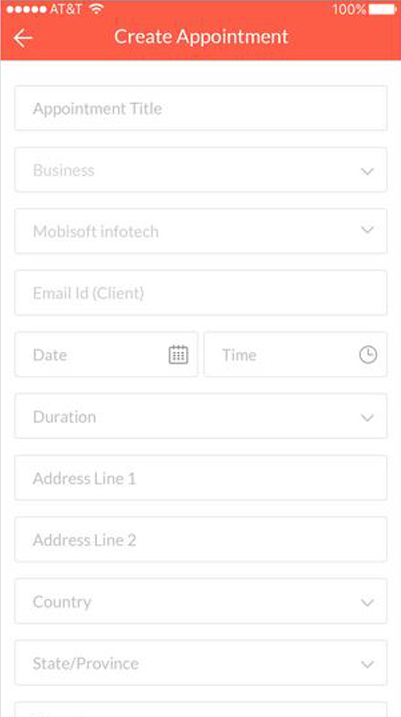 AT&T 100%
Create Appointment
Appointment Title
Business
Mobisoft infotech
Email Id (Client)
Date Time
Duration
Address Line 1
Address Line 2
Country
State/Province